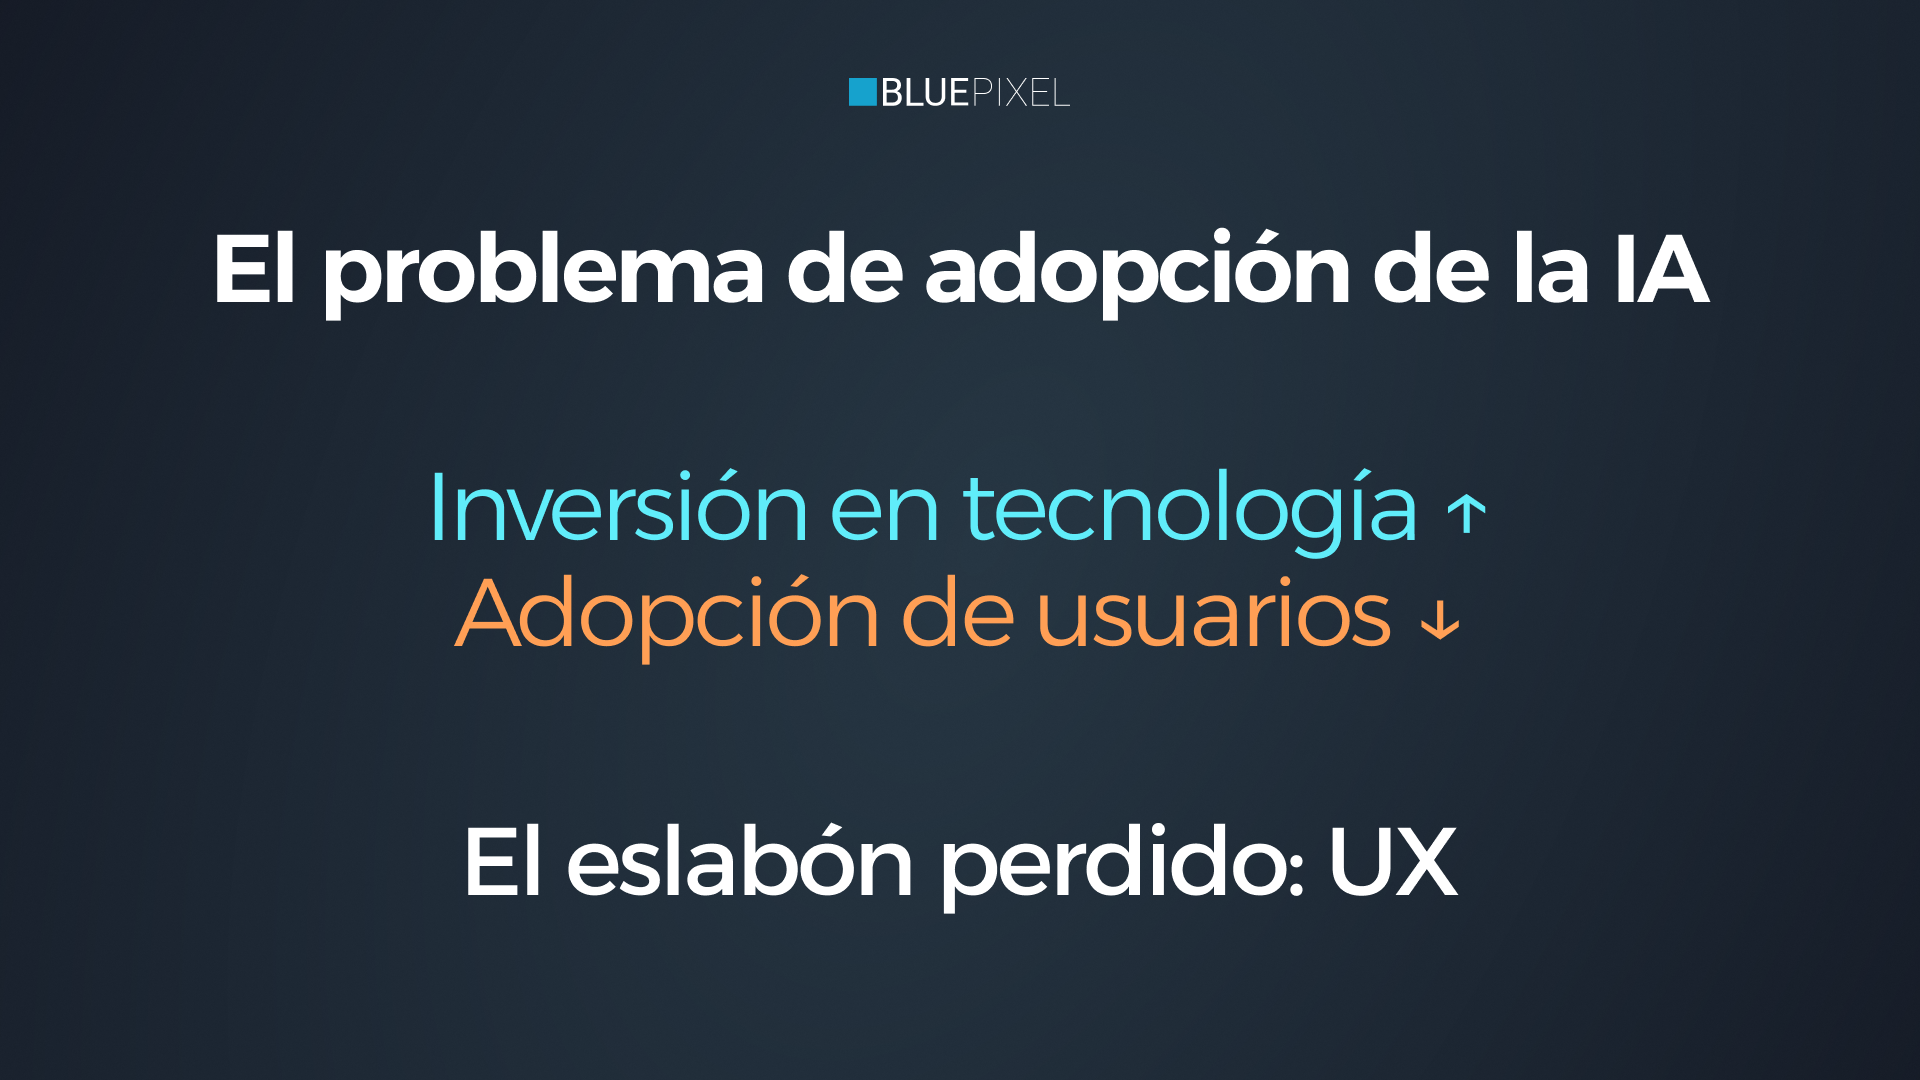 BLUEPIXEL
El problema de adopción de la IA
Inversión en tecnología ↑
Adopción de usuarios ↓
El eslabón perdido: UX